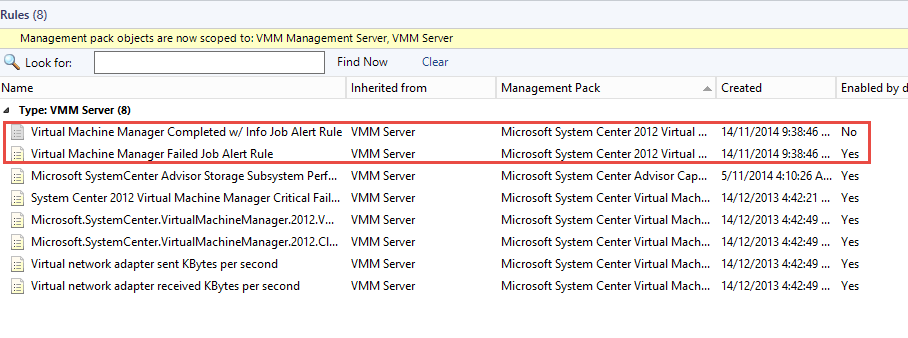 Rules (8)
Management pack objects are now scoped to: VMM Management Server, VMM Server
Look for: Find Now Clear
Name Inherited from Management Pack Created Enabled by d
Type: VMM Server (8)
Virtual Machine Manager Completed w/ Info Job Alert Rule VMM Server Microsoft System Center 2012 Virtual ... 14/11/2014 9:38:46 ... No
Virtual Machine Manager Failed Job Alert Rule VMM Server Microsoft System Center 2012 Virtual ... 14/11/2014 9:38:46 ... Yes
Microsoft SystemCenter Advisor Storage Subsystem Perf... VMM Server Microsoft System Center Advisor Cap... 5/11/2014 4:10:26 A... Yes
System Center 2012 Virtual Machine Manager Critical Fail... VMM Server Microsoft System Center Virtual Mach... 14/12/2013 4:42:21 ... Yes
Microsoft.SystemCenter.VirtualMachineManager.2012.V... VMM Server Microsoft System Center Virtual Mach... 14/12/2013 4:42:49 ... Yes
Microsoft.SystemCenter.VirtualMachineManager.2012.Cl... VMM Server Microsoft System Center Virtual Mach... 14/12/2013 4:42:49 ... Yes
Virtual network adapter sent KBytes per second VMM Server Microsoft System Center Virtual Mach... 14/12/2013 4:42:49 ... Yes
Virtual network adapter received KBytes per second VMM Server Microsoft System Center Virtual Mach... 14/12/2013 4:42:49 ... Yes